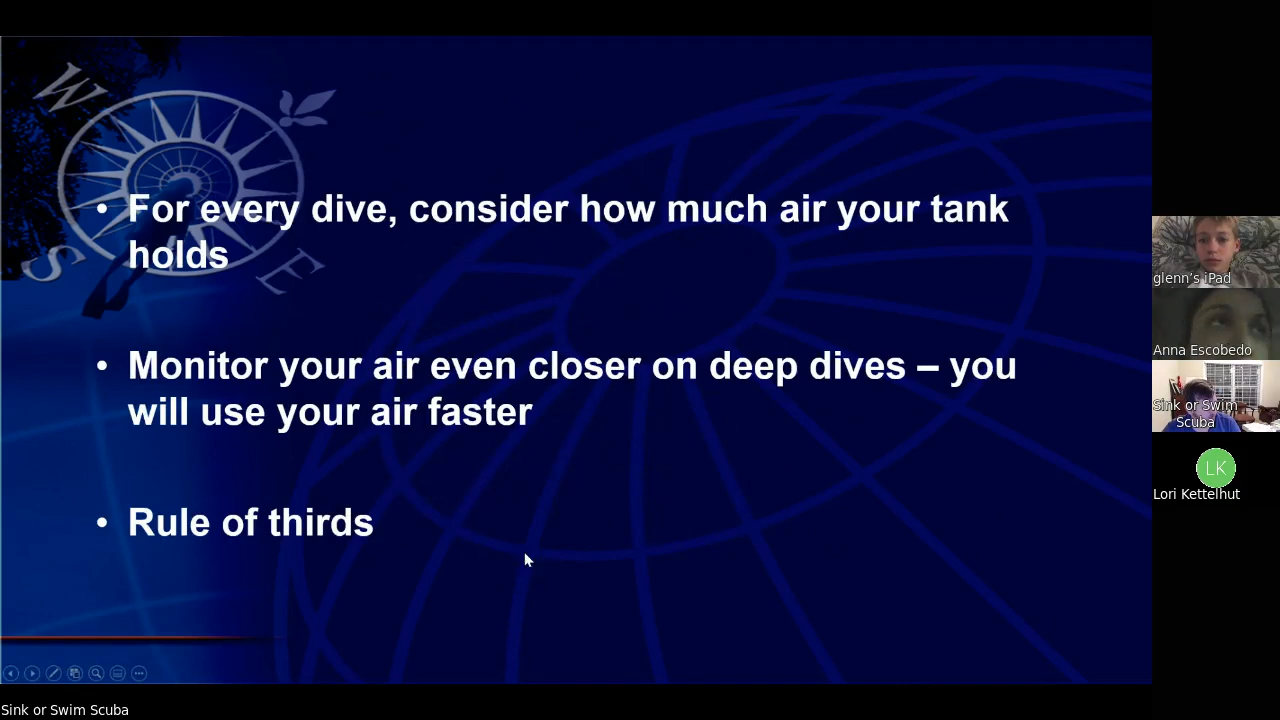 W
S
E
• For every dive, consider how much air your tank
holds
• Monitor your air even closer on deep dives – you
will use your air faster
• Rule of thirds
glenn's iPad
Anna Escobedo
Sink or Swim
Scuba
LK
Lori Kettelhut
Sink or Swim Scuba